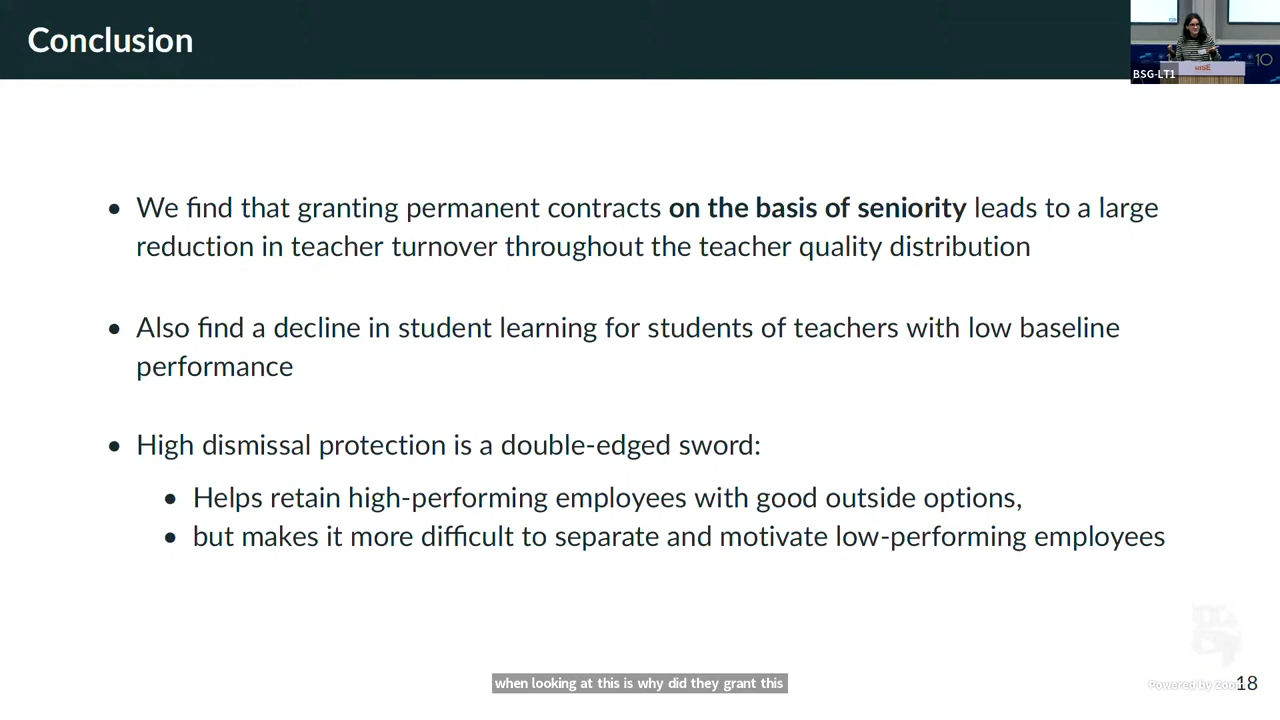 Conclusion
BSG-LT1
10
• We find that granting permanent contracts on the basis of seniority leads to a large
reduction in teacher turnover throughout the teacher quality distribution
• Also find a decline in student learning for students of teachers with low baseline
performance
• High dismissal protection is a double-edged sword:
• Helps retain high-performing employees with good outside options,
• but makes it more difficult to separate and motivate low-performing employees
when looking at this is why did they grant this
Powered by Zoom
18